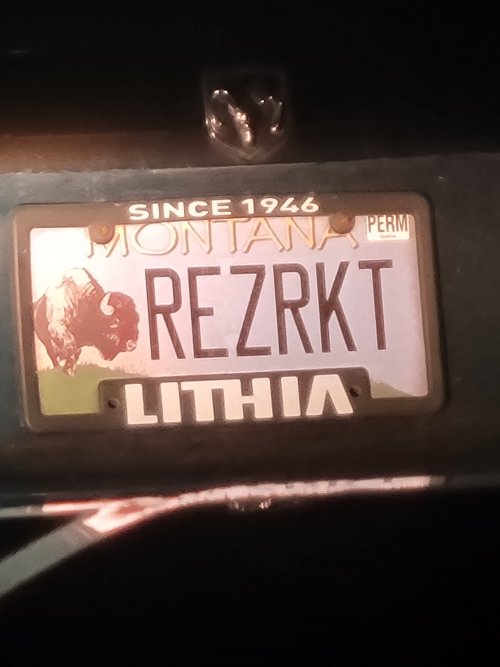 SINCE 1946
MONTANA
PERM
REZRKT
LITHIA